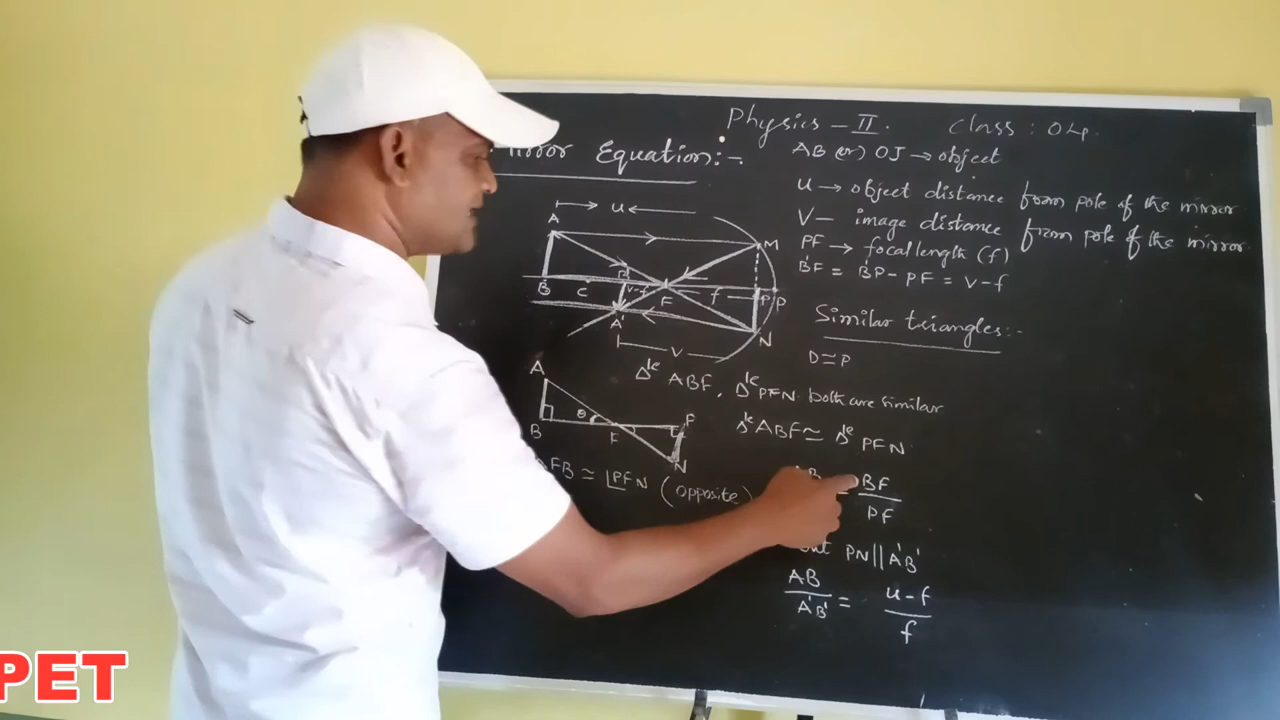 Physics - II. Class : 04.
Equation:-
AB (or) OJ → object
u → object distance from pole of the mirror
V - image distance from pole of the mirror
PF → focal length (f)
B'F = B'P - PF = V-f
u
A
M
B C V-f F f P P
A'
N
V
Similar triangles:-
D ≃ P
Δle ABF, Δle PFN both are similar
Δle ABF ≃ Δle PFN
A
B θ F P
N
FB ≃ ∟PFN (opposite)
BF
PF
PN || A'B'
AB / A'B' = u-f / f
PET